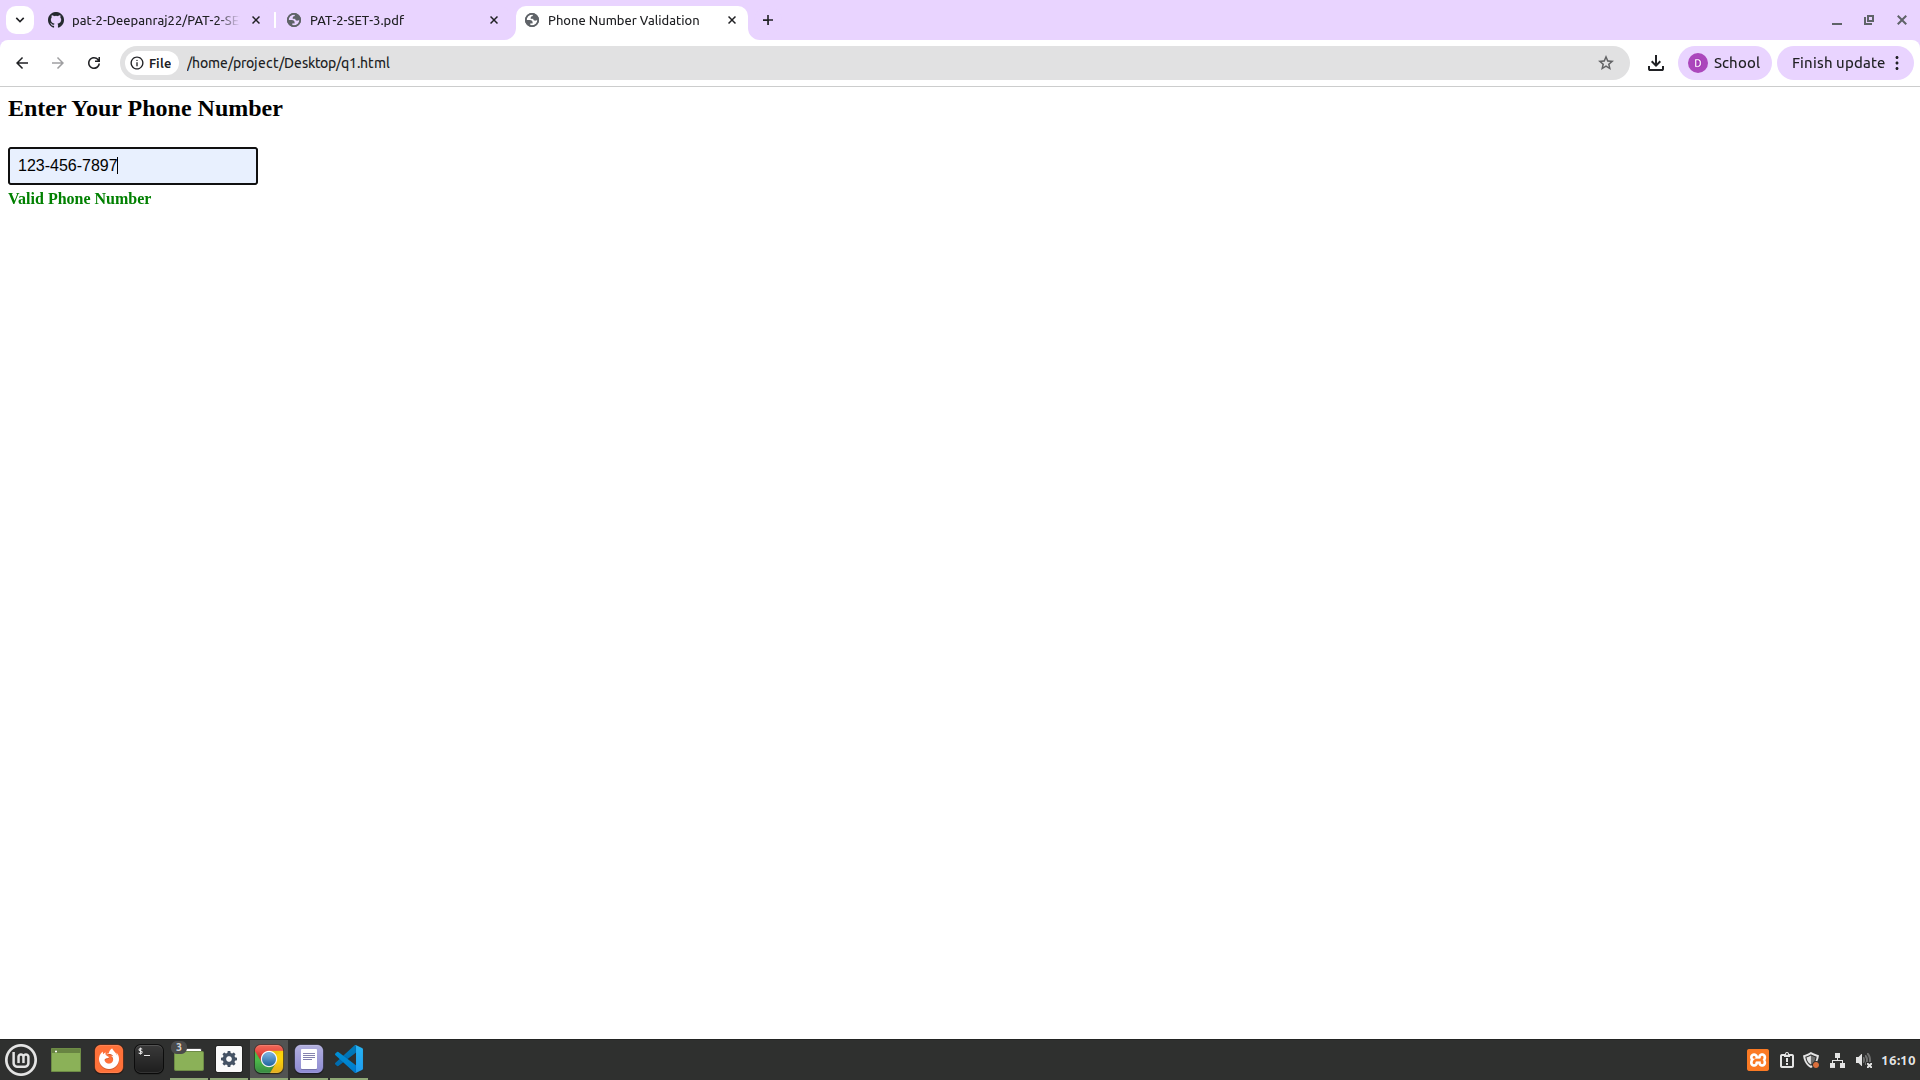 pat-2-Deepanraj22/PAT-2-SE
PAT-2-SET-3.pdf
Phone Number Validation
File
/home/project/Desktop/q1.html
D
School
Finish update
Enter Your Phone Number
123-456-7897
Valid Phone Number
$_
3
16:10